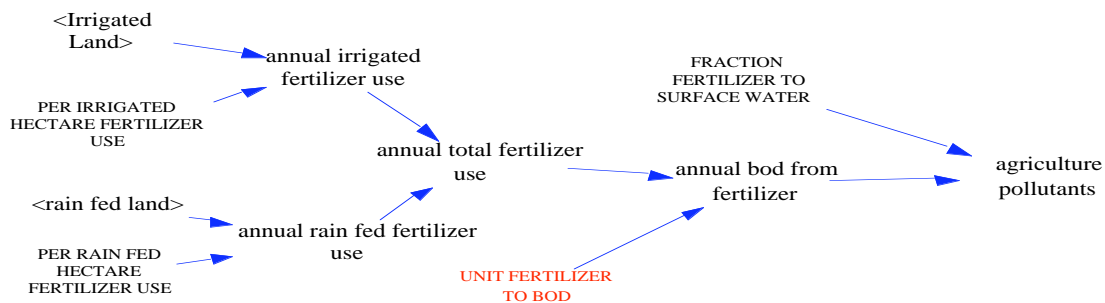 <Irrigated
Land>
annual irrigated
fertilizer use
PER IRRIGATED
HECTARE FERTILIZER
USE
FRACTION
FERTILIZER TO
SURFACE WATER
annual total fertilizer
use
annual bod from
fertilizer
agriculture
pollutants
<rain fed land>
annual rain fed fertilizer
use
PER RAIN FED
HECTARE
FERTILIZER USE
UNIT FERTILIZER
TO BOD